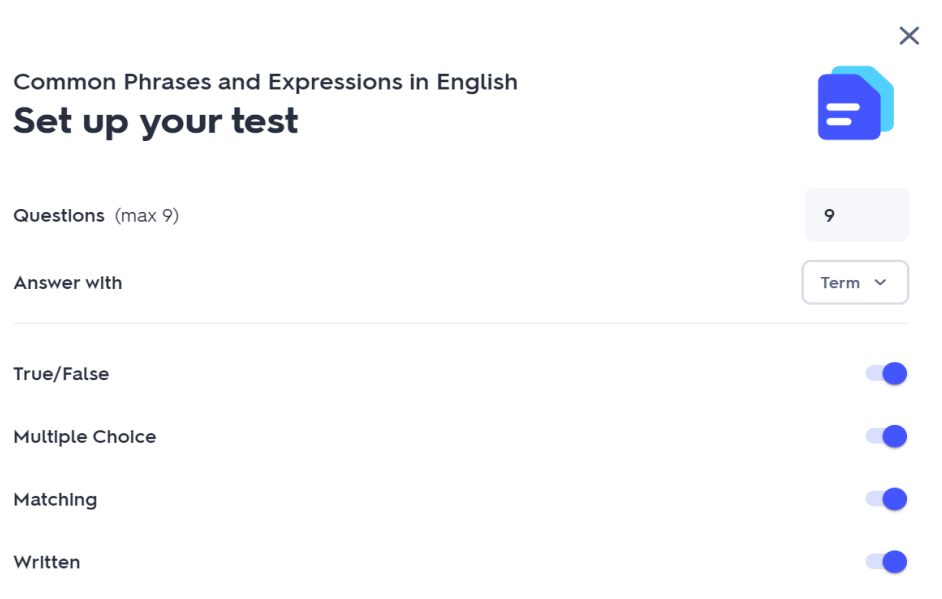 Common Phrases and Expressions in English
Set up your test
Questions (max 9) 9
Answer with Term
True/False
Multiple Choice
Matching
Written